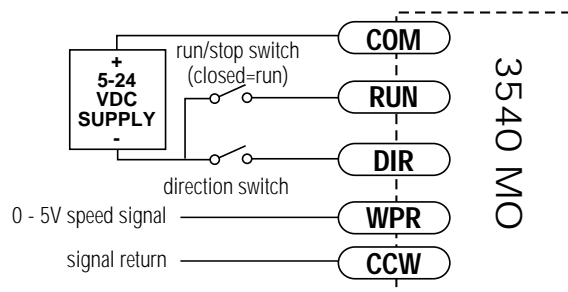 COM
run/stop switch
(closed=run)
+
5-24
VDC
SUPPLY
-
RUN
DIR
direction switch
0 - 5V speed signal
WPR
signal return
CCW
3540 MO